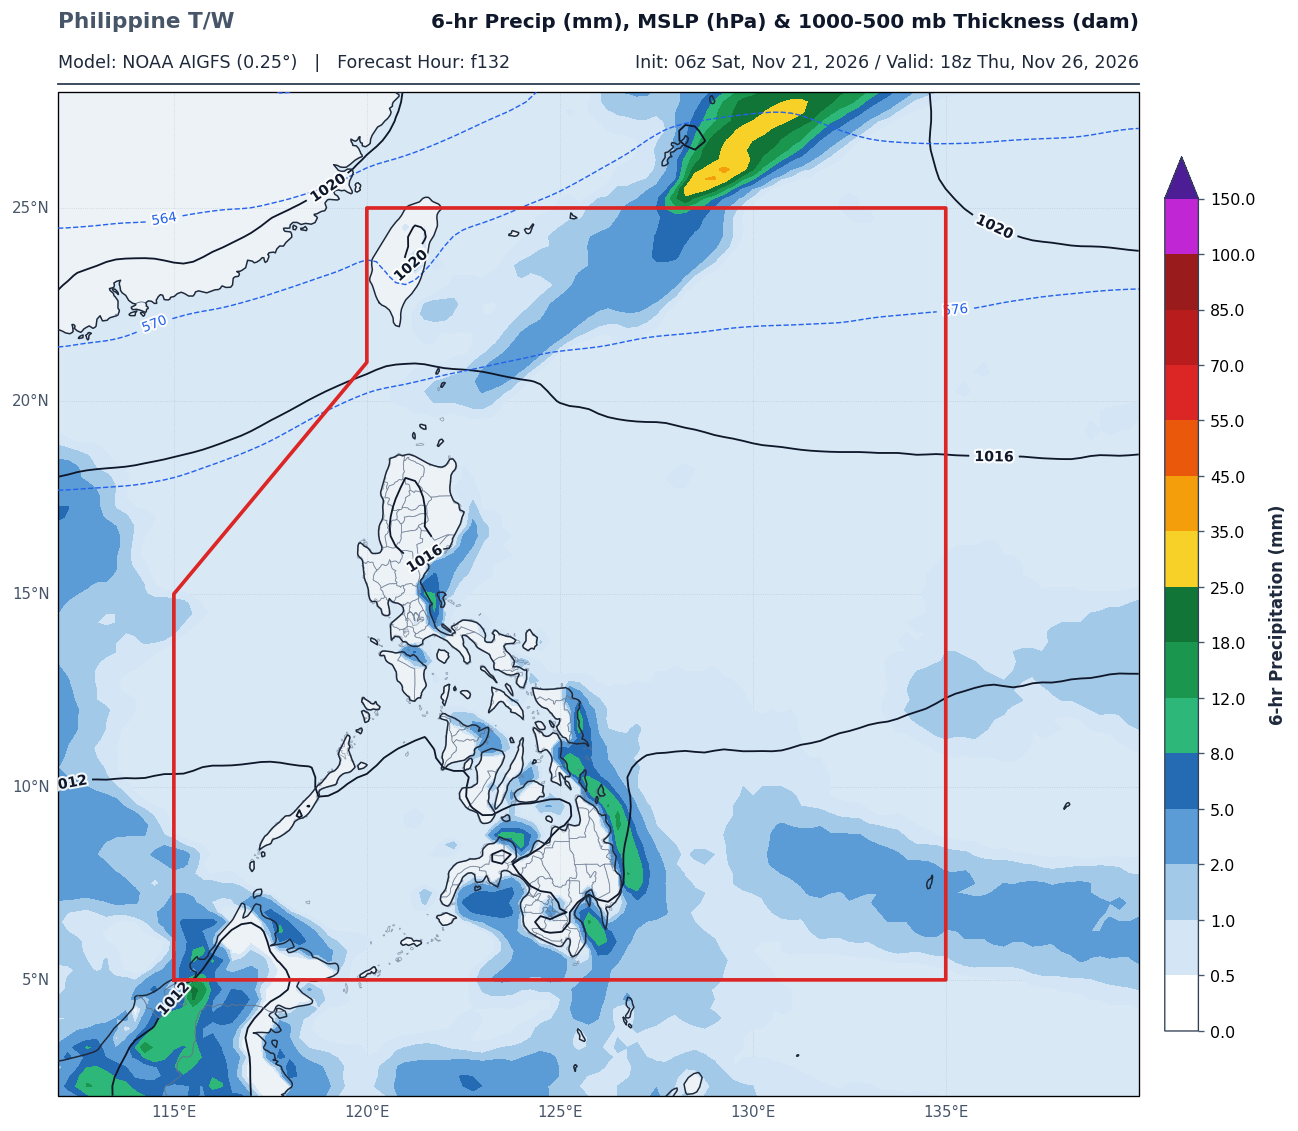 Philippine T/W
6-hr Precip (mm), MSLP (hPa) & 1000-500 mb Thickness (dam)
Model: NOAA AIGFS (0.25°) | Forecast Hour: f132
Init: 06z Sat, Nov 21, 2026 / Valid: 18z Thu, Nov 26, 2026
25°N
20°N
15°N
10°N
5°N
115°E
120°E
125°E
130°E
135°E
1020
564
570
1020
1020
576
1016
1016
012
1012
150.0
100.0
85.0
70.0
55.0
45.0
35.0
25.0
18.0
12.0
8.0
5.0
2.0
1.0
0.5
0.0
6-hr Precipitation (mm)